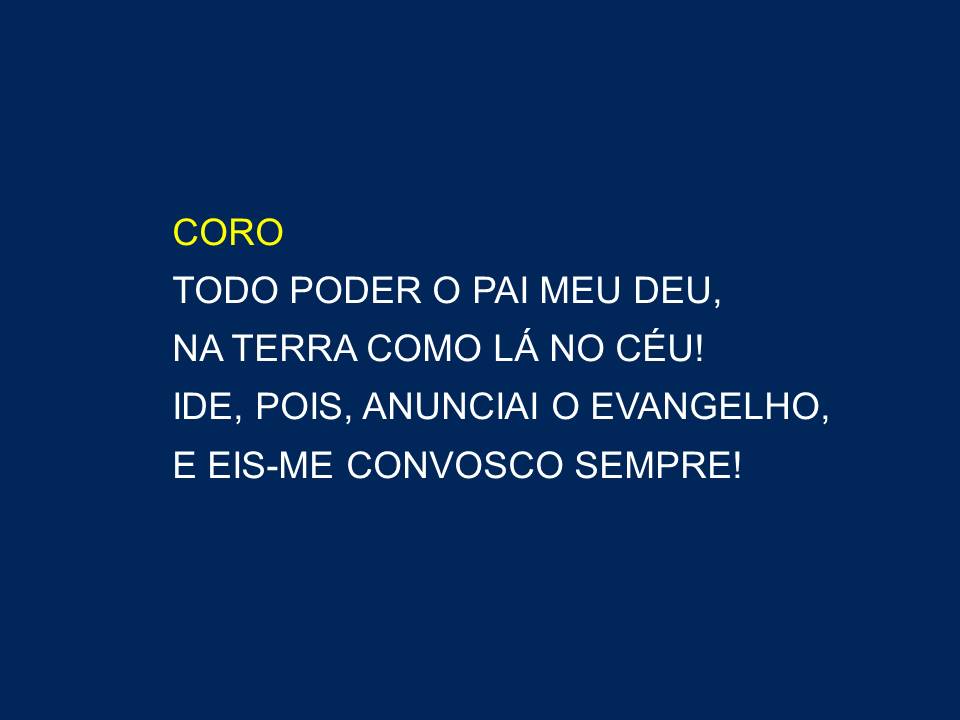 CORO
TODO PODER O PAI MEU DEU,
NA TERRA COMO LÁ NO CÉU!
IDE, POIS, ANUNCIAI O EVANGELHO,
E EIS-ME CONVOSCO SEMPRE!